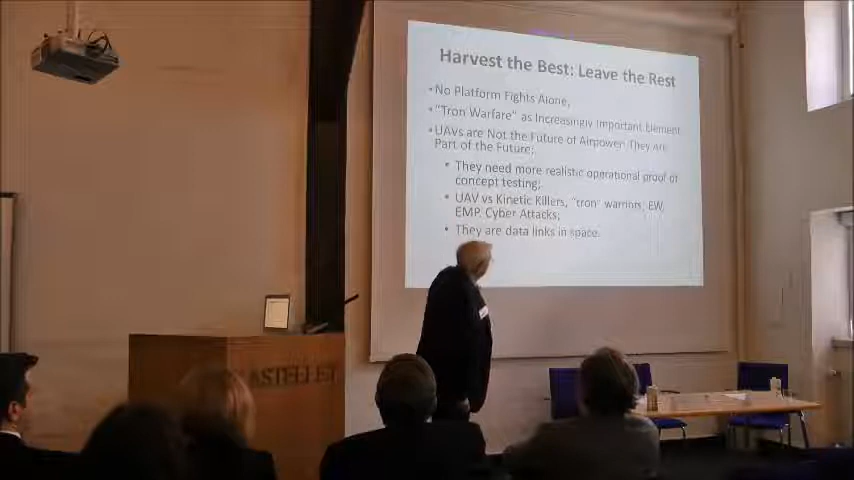 Harvest the Best: Leave the Rest
•No Platform Fights Alone,
•"Tron Warfare" as Increasingly Important Element
•UAVs are Not the Future of Airpower: They are
Part of the Future;
• They need more realistic operational proof of
concept testing;
• UAV vs Kinetic Killers, "tron" warriors, EW,
EMP, Cyber Attacks;
• They are data links in space.
KASTELLET